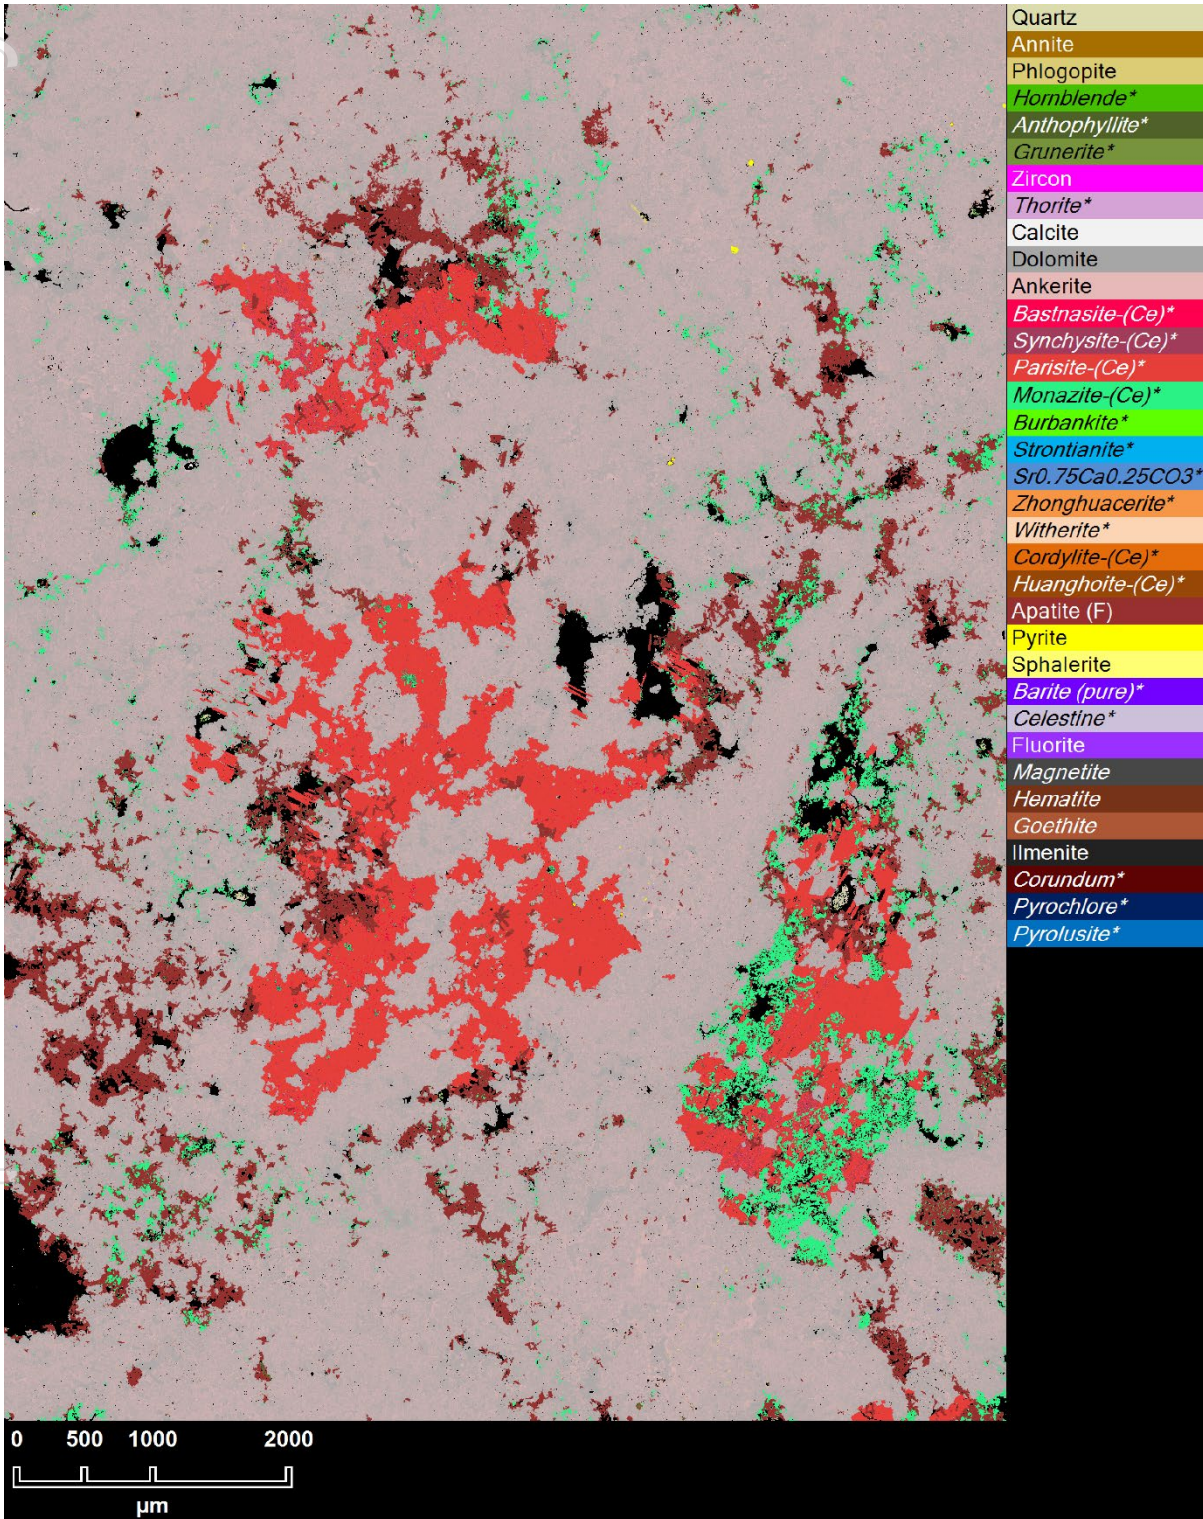 Quartz
Annite
Phlogopite
Hornblende*
Anthophyllite*
Grunerite*
Zircon
Thorite*
Calcite
Dolomite
Ankerite
Bastnasite-(Ce)*
Synchysite-(Ce)*
Parisite-(Ce)*
Monazite-(Ce)*
Burbankite*
Strontianite*
Sr0.75Ca0.25CO3*
Zhonghuacerite*
Witherite*
Cordylite-(Ce)*
Huanghoite-(Ce)*
Apatite (F)
Pyrite
Sphalerite
Barite (pure)*
Celestine*
Fluorite
Magnetite
Hematite
Goethite
Ilmenite
Corundum*
Pyrochlore*
Pyrolusite*
0 500 1000 2000
µm